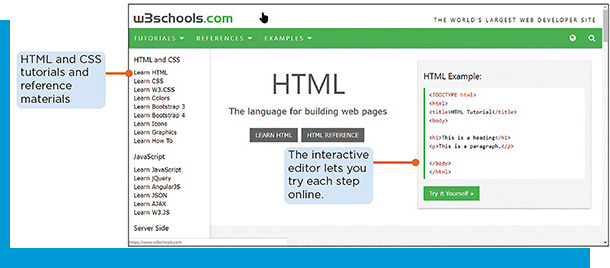 w3schools.com
THE WORLD'S LARGEST WEB DEVELOPER SITE
TUTORIALS REFERENCES EXAMPLES
HTML and CSS
tutorials and
reference
materials
HTML and CSS
Learn HTML
Learn CSS
Learn W3.CSS
Learn Colors
Learn Bootstrap 3
Learn Bootstrap 4
Learn Icons
Learn Graphics
Learn How To
JavaScript
Learn JavaScript
Learn jQuery
Learn AngularJS
Learn JSON
Learn AJAX
Learn W3.JS
Server Side
HTML
The language for building web pages
LEARN HTML HTML REFERENCE
The interactive
editor lets you
try each step
online.
HTML Example:
<!DOCTYPE html>
<html>
<title>HTML Tutorial</title>
<body>
<h1>This is a heading</h1>
<p>This is a paragraph.</p>
</body>
</html>
Try it Yourself »
https://www.w3schools.com